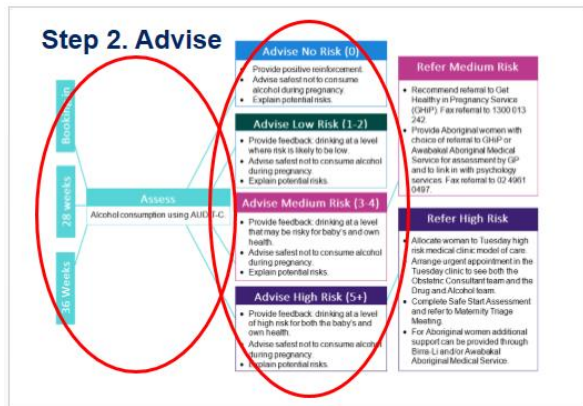 Step 2. Advise
Booking in
28 weeks
36 Weeks
Assess
Alcohol consumption using AUDIT-C
Advise No Risk (0)
• Provide positive reinforcement.
• Advise safest not to consume
alcohol during pregnancy.
• Explain potential risks.
Advise Low Risk (1-2)
• Provide feedback: drinking at a level
where risk is likely to be low.
• Advise safest not to consume alcohol
during pregnancy.
• Explain potential risks.
Advise Medium Risk (3-4)
• Provide feedback: drinking at a level
that may be risky for baby's and own
health.
• Advise safest not to consume alcohol
during pregnancy.
• Explain potential risks.
Advise High Risk (5+)
• Provide feedback: drinking at a level
of high risk for both the baby's and
own health.
• Advise safest not to consume alcohol
during pregnancy.
• Explain potential risks.
Refer Medium Risk
• Recommend referral to Get
Healthy in Pregnancy Service
(GHiP). Fax referral to 1300 013
242.
• Provide Aboriginal women with
choice of referral to GHiP or
Awabakal Aboriginal Medical
Service for assessment by GP
and to link in with psychology
services. Fax referral to 02 4961
0497.
Refer High Risk
• Allocate woman to Tuesday high
risk medical clinic model of care.
Arrange urgent appointment in the
Tuesday clinic to see both the
Obstetric Consultant team and the
Drug and Alcohol team.
• Complete Safe Start Assessment
and refer to Maternity Triage
Meeting.
• For Aboriginal women additional
support can be provided through
Birra-Li and/or Awabakal
Aboriginal Medical Service.